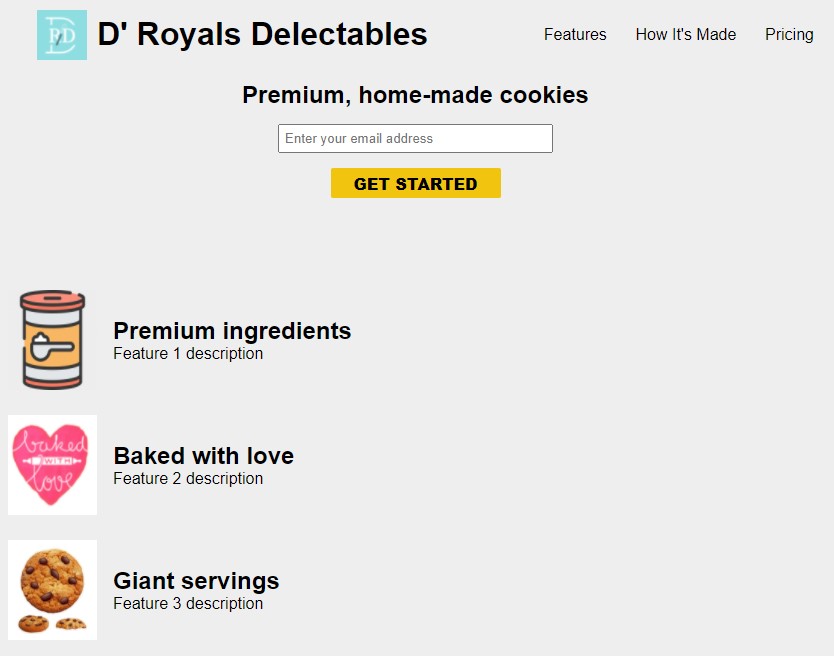 D' Royals Delectables
Features
How It's Made
Pricing
Premium, home-made cookies
Enter your email address
GET STARTED
Premium ingredients
Feature 1 description
baked
WITH
love
Baked with love
Feature 2 description
Giant servings
Feature 3 description